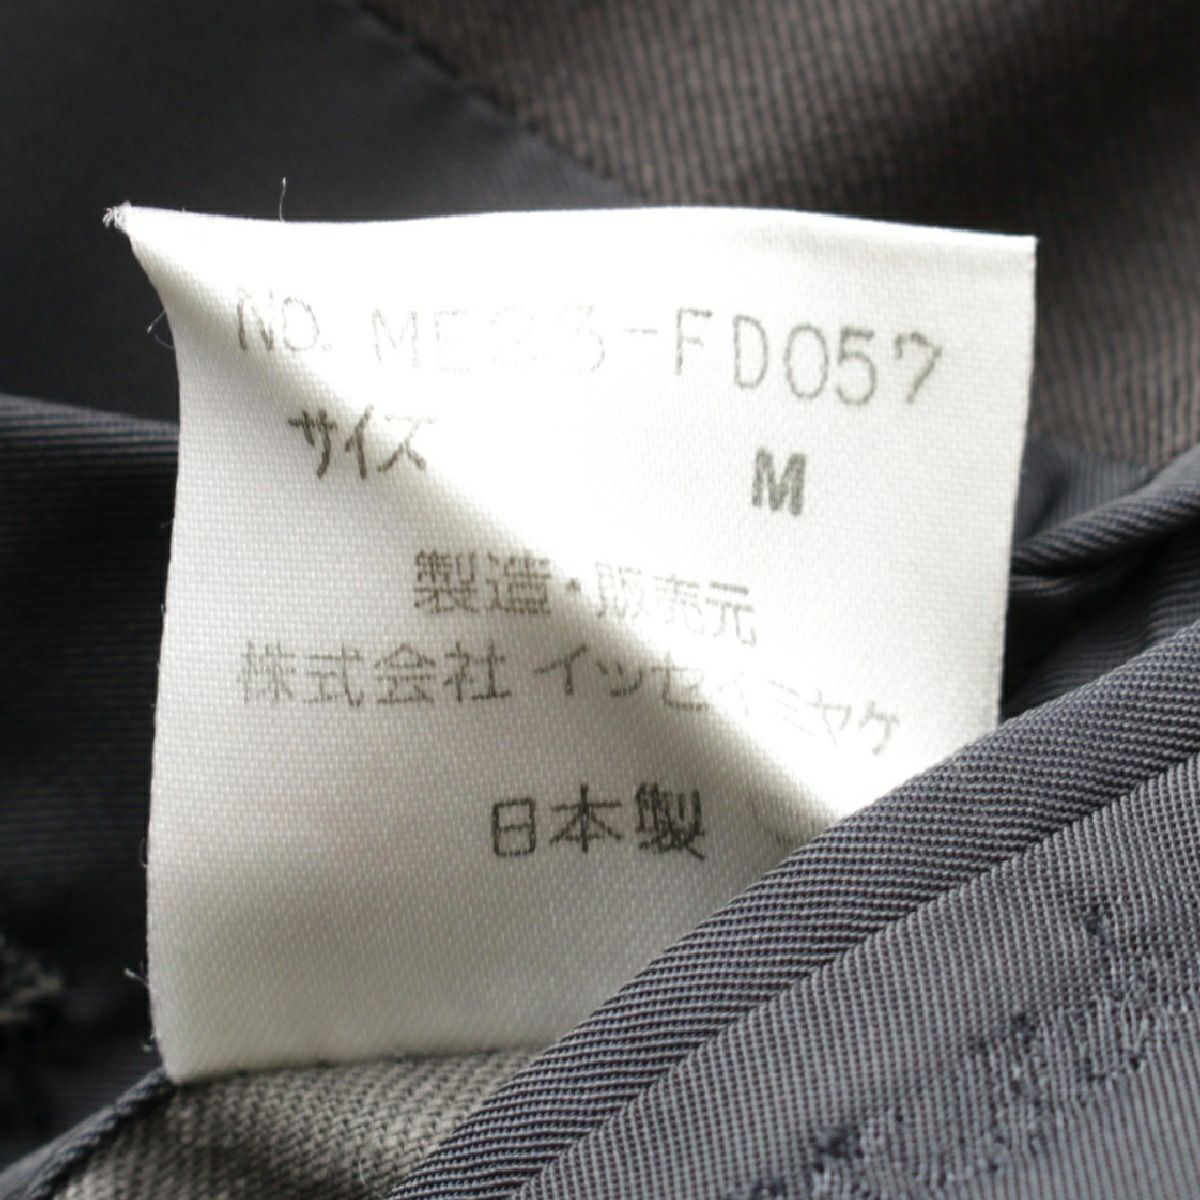 NO. ME23-FD057
サイズ M
製造・販売元
株式会社 イッセイミヤケ
日本製